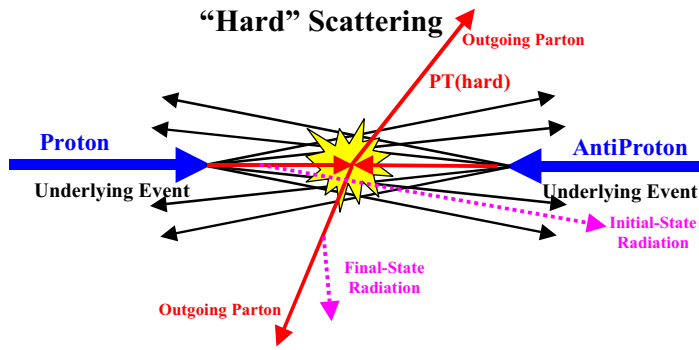 “Hard” Scattering
Outgoing Parton
PT(hard)
Proton
AntiProton
Underlying Event
Underlying Event
Initial-State
Radiation
Final-State
Radiation
Outgoing Parton